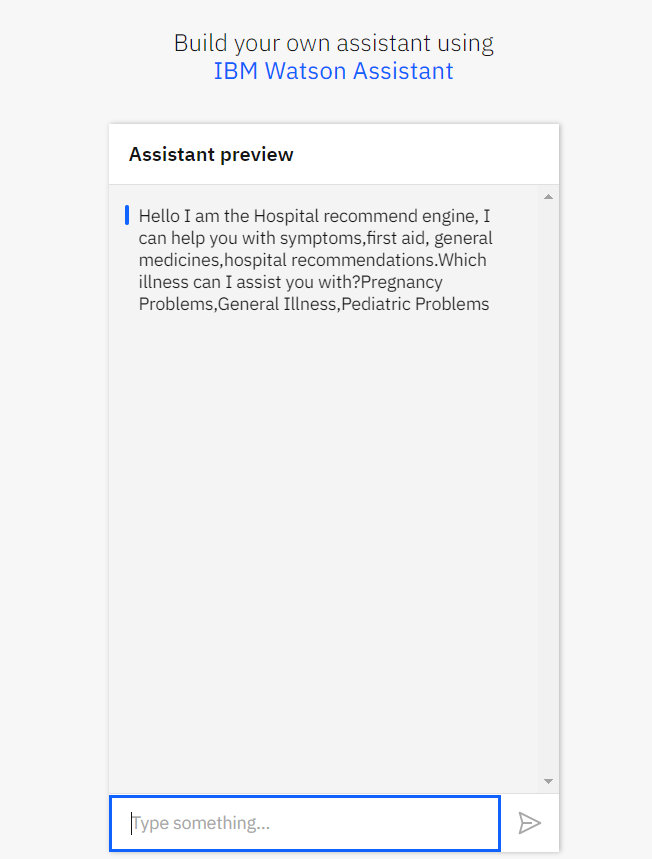 Build your own assistant using
IBM Watson Assistant
Assistant preview
Hello I am the Hospital recommend engine, I
can help you with symptoms,first aid, general
medicines,hospital recommendations.Which
illness can I assist you with?Pregnancy
Problems,General Illness,Pediatric Problems
Type something...